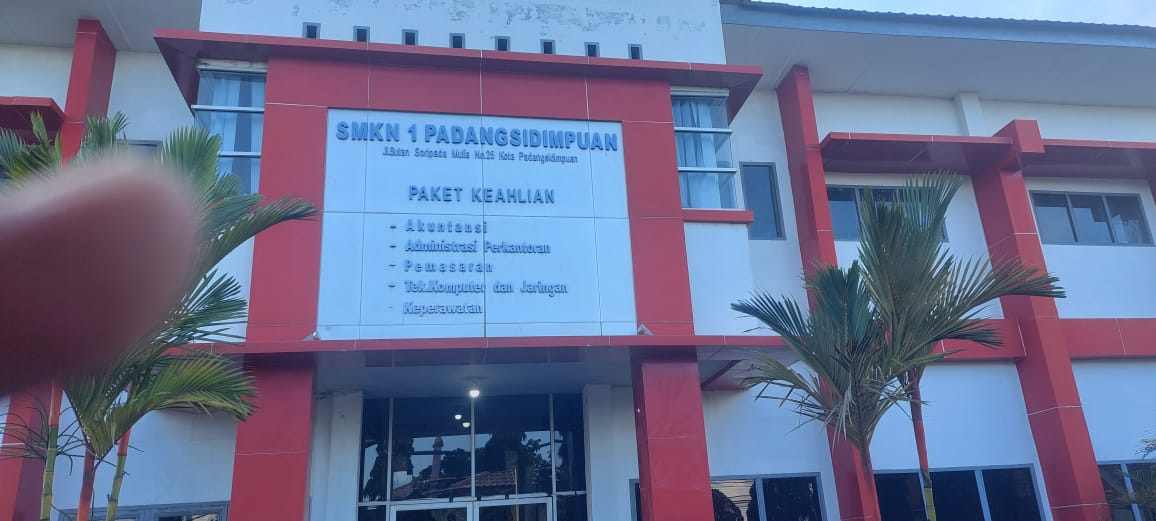 SMKN 1 PADANGSIDIMPUAN
Jl.Sutan Soripada Mulia No.25 Kota Padangsidimpuan
PAKET KEAHLIAN
- Akuntansi
- Administrasi Perkantoran
- Pemasaran
- Tek.Komputer dan Jaringan
- Keperawatan